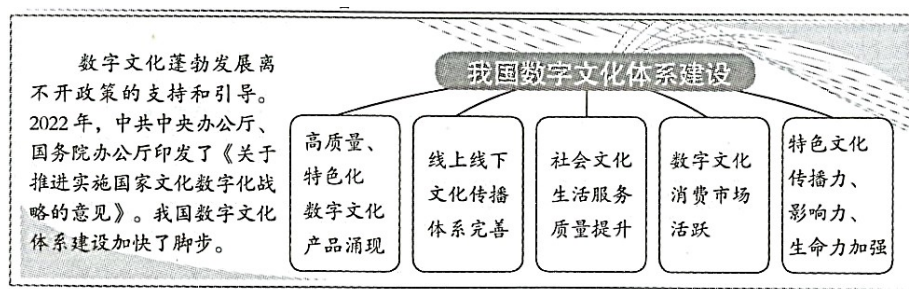 数字文化蓬勃发展离
不开政策的支持和引导。
2022年，中共中央办公厅、
国务院办公厅印发了《关于
推进实施国家文化数字化战
略的意见》。我国数字文化
体系建设加快了脚步。
我国数字文化体系建设
高质量、
特色化
数字文化
产品涌现
线上线下
文化传播
体系完善
社会文化
生活服务
质量提升
数字文化
消费市场
活跃
特色文化
传播力、
影响力、
生命力加强